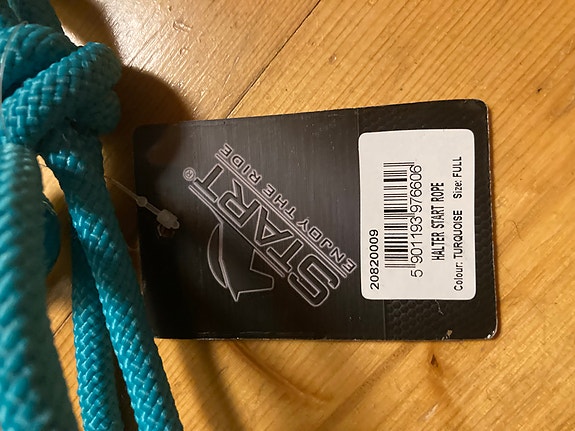 START®
ENJOY THE RIDE
20820009
5 901193 976606
HALTER START ROPE
Colour: TURQUOISE Size: FULL